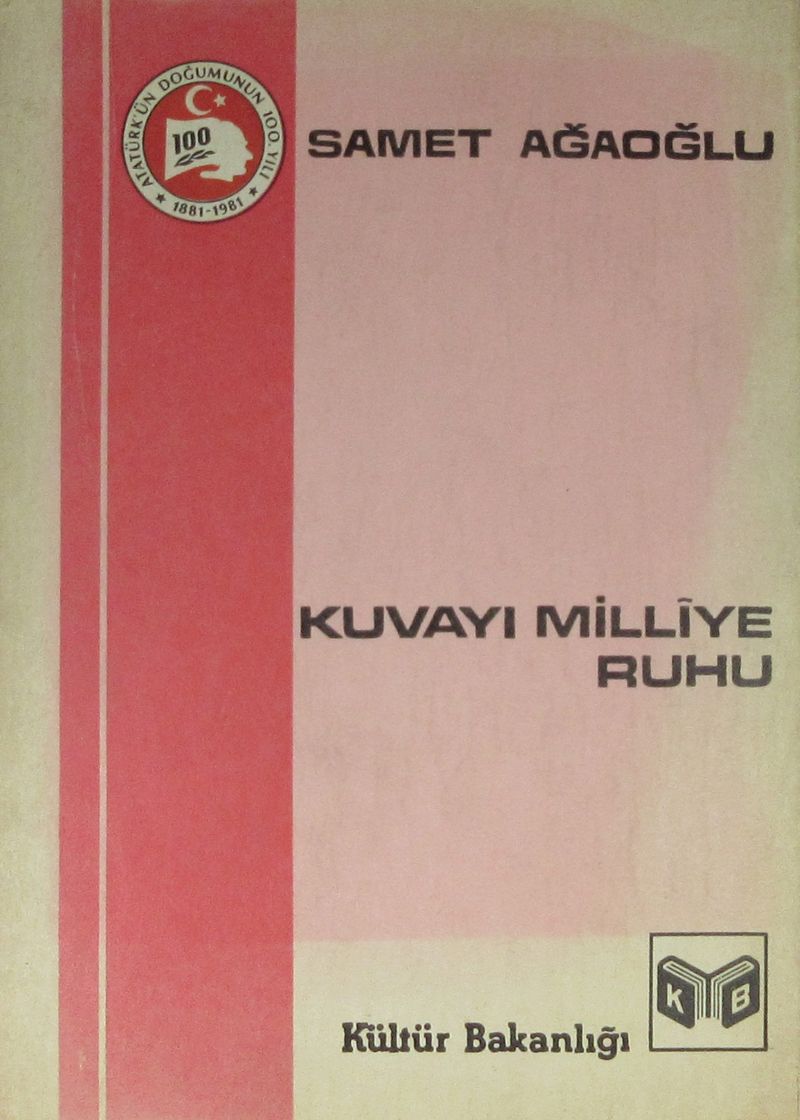 ATATÜRK'ÜN DOĞUMUNUN 100. YILI
100
1881-1981
SAMET AĞAOĞLU
KUVAYI MİLLÎYE
RUHU
Kültür Bakanlığı
K B